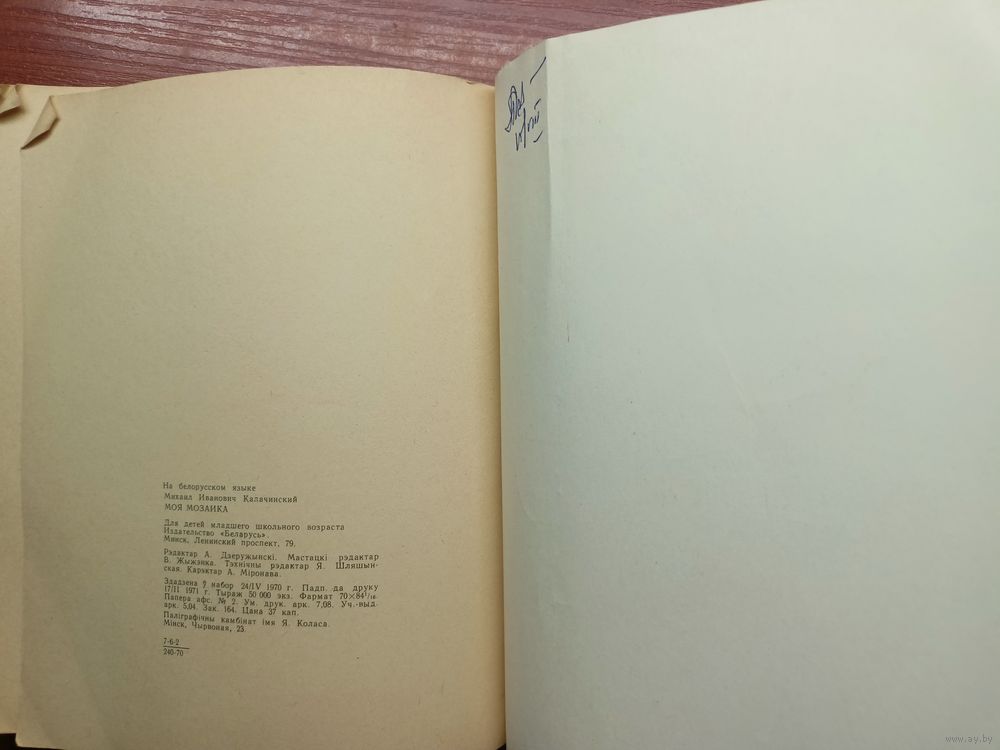 На белорусском языке
Михаил Иванович Калачинский
МОЯ МОЗАИКА
Для детей младшего школьного возраста
Издательство «Беларусь».
Минск, Ленинский проспект, 79,
Рэдактар А. Дзеружынскі. Мастацкі рэдактар
В. Жыжэнка. Тэхнічны рэдактар Я. Шляшын-
ская. Карэктар А. Міронава.
Здадзена ў набор 24/IV 1970 г. Падп. да друку
17/II 1971 г. Тыраж 50 000 экз. Фармат 70×84¹/₁₆.
Папера афс. № 2. Ум. друк. арк. 7,08. Уч.-выд.
арк. 5,04. Зак. 164. Цана 37 кап.
Паліграфічны камбінат імя Я. Коласа.
Мінск, Чырвоная, 23.
7-6-2
240-70
www.ay.by